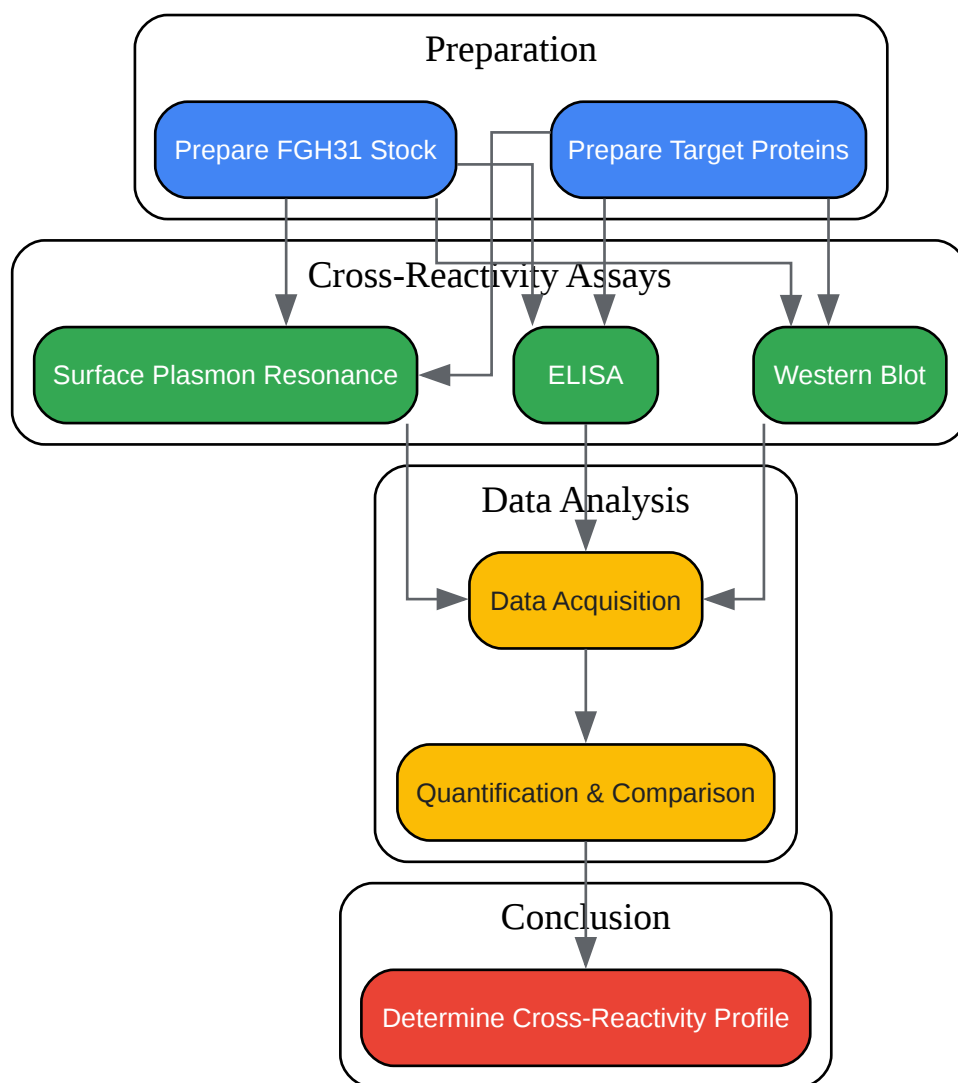 Preparation
Prepare FGH31 Stock
Prepare Target Proteins
Cross-Reactivity Assays
Surface Plasmon Resonance
ELISA
Western Blot
Data Analysis
Data Acquisition
Quantification & Comparison
Conclusion
Determine Cross-Reactivity Profile